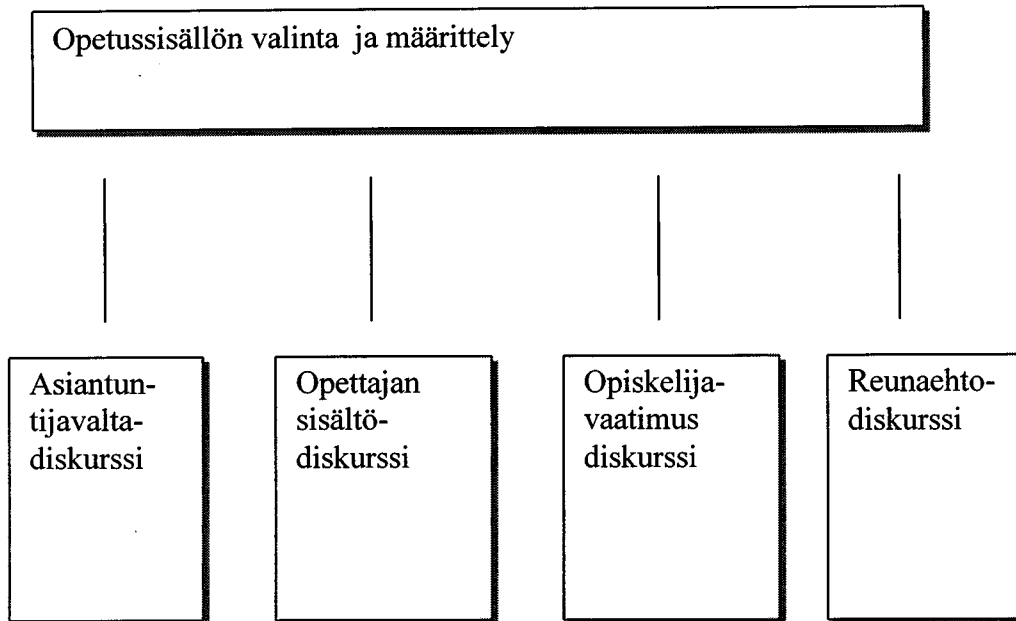 Opetussisällön valinta ja määrittely
Asiantun-
tijavalta-
diskurssi
Opettajan
sisältö-
diskurssi
Opiskelija-
vaatimus
diskurssi
Reunaehto-
diskurssi